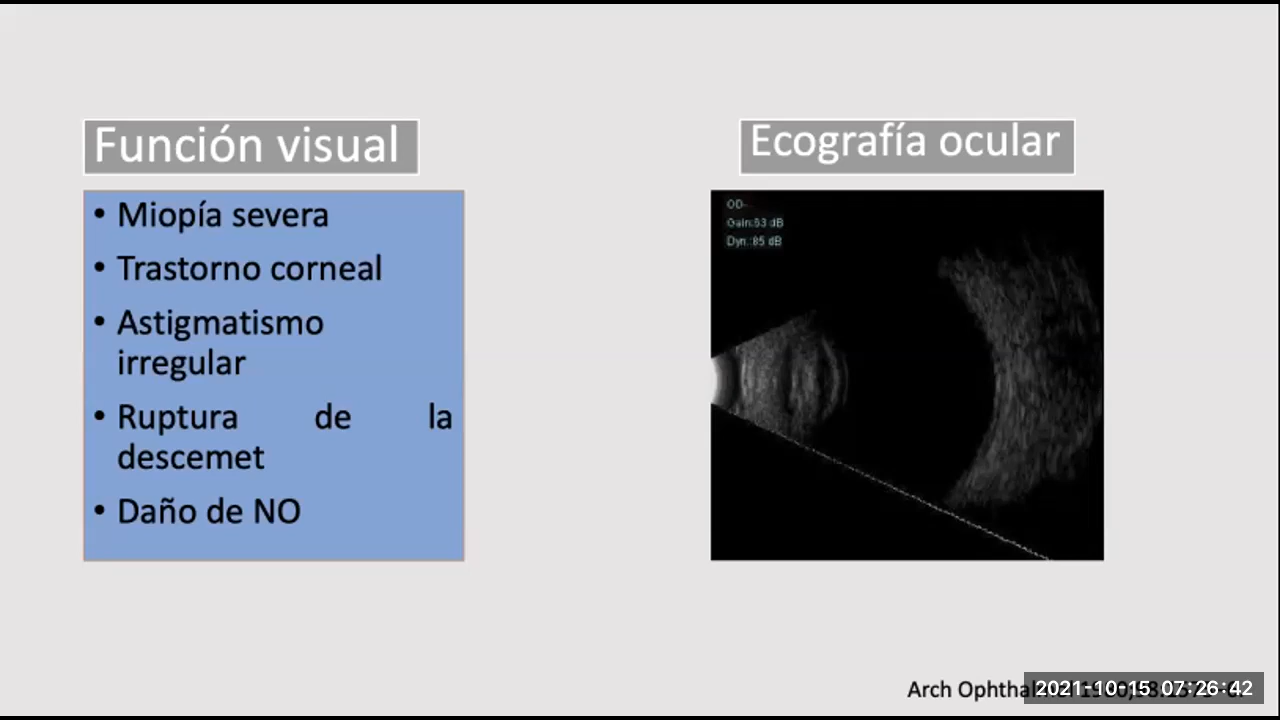 Función visual
• Miopía severa
• Trastorno corneal
• Astigmatismo
irregular
• Ruptura de la
descemet
• Daño de NO
Ecografía ocular
OD-
Gain:53 dB
Dyn.:85 dB
Arch
2021-10-15 07:26:42